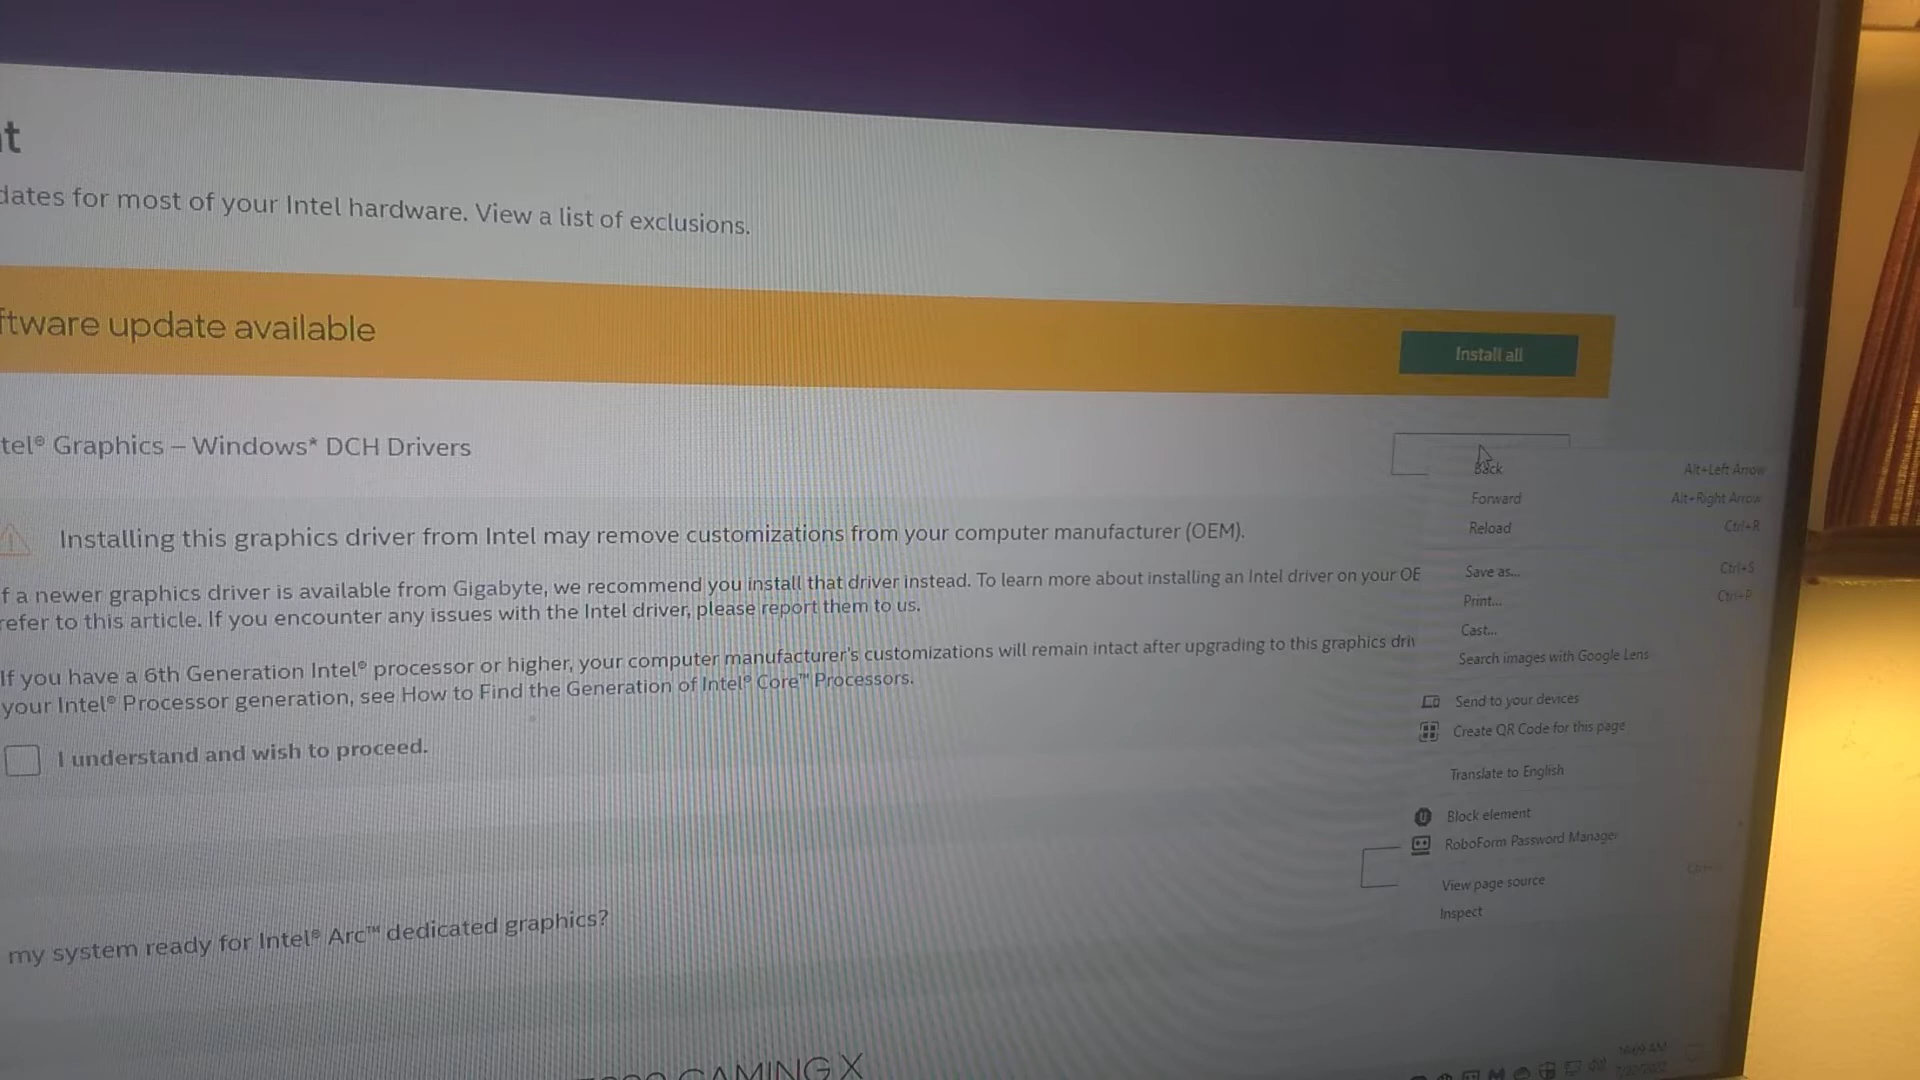 t
dates for most of your Intel hardware. View a list of exclusions.
ftware update available
Install all
tel® Graphics – Windows* DCH Drivers
Back Alt+Left Arrow
Forward Alt+Right Arrow
Reload Ctrl+R
Installing this graphics driver from Intel may remove customizations from your computer manufacturer (OEM).
Save as... Ctrl+S
f a newer graphics driver is available from Gigabyte, we recommend you install that driver instead. To learn more about installing an Intel driver on your OE
Print... Ctrl+P
refer to this article. If you encounter any issues with the Intel driver, please report them to us.
Cast...
Search images with Google Lens
If you have a 6th Generation Intel® processor or higher, your computer manufacturer's customizations will remain intact after upgrading to this graphics driv
your Intel® Processor generation, see How to Find the Generation of Intel® Core™ Processors.
Send to your devices
Create QR Code for this page
I understand and wish to proceed.
Translate to English
Block element
RoboForm Password Manager
View page source
Inspect
my system ready for Intel® Arc™ dedicated graphics?
GAMING X